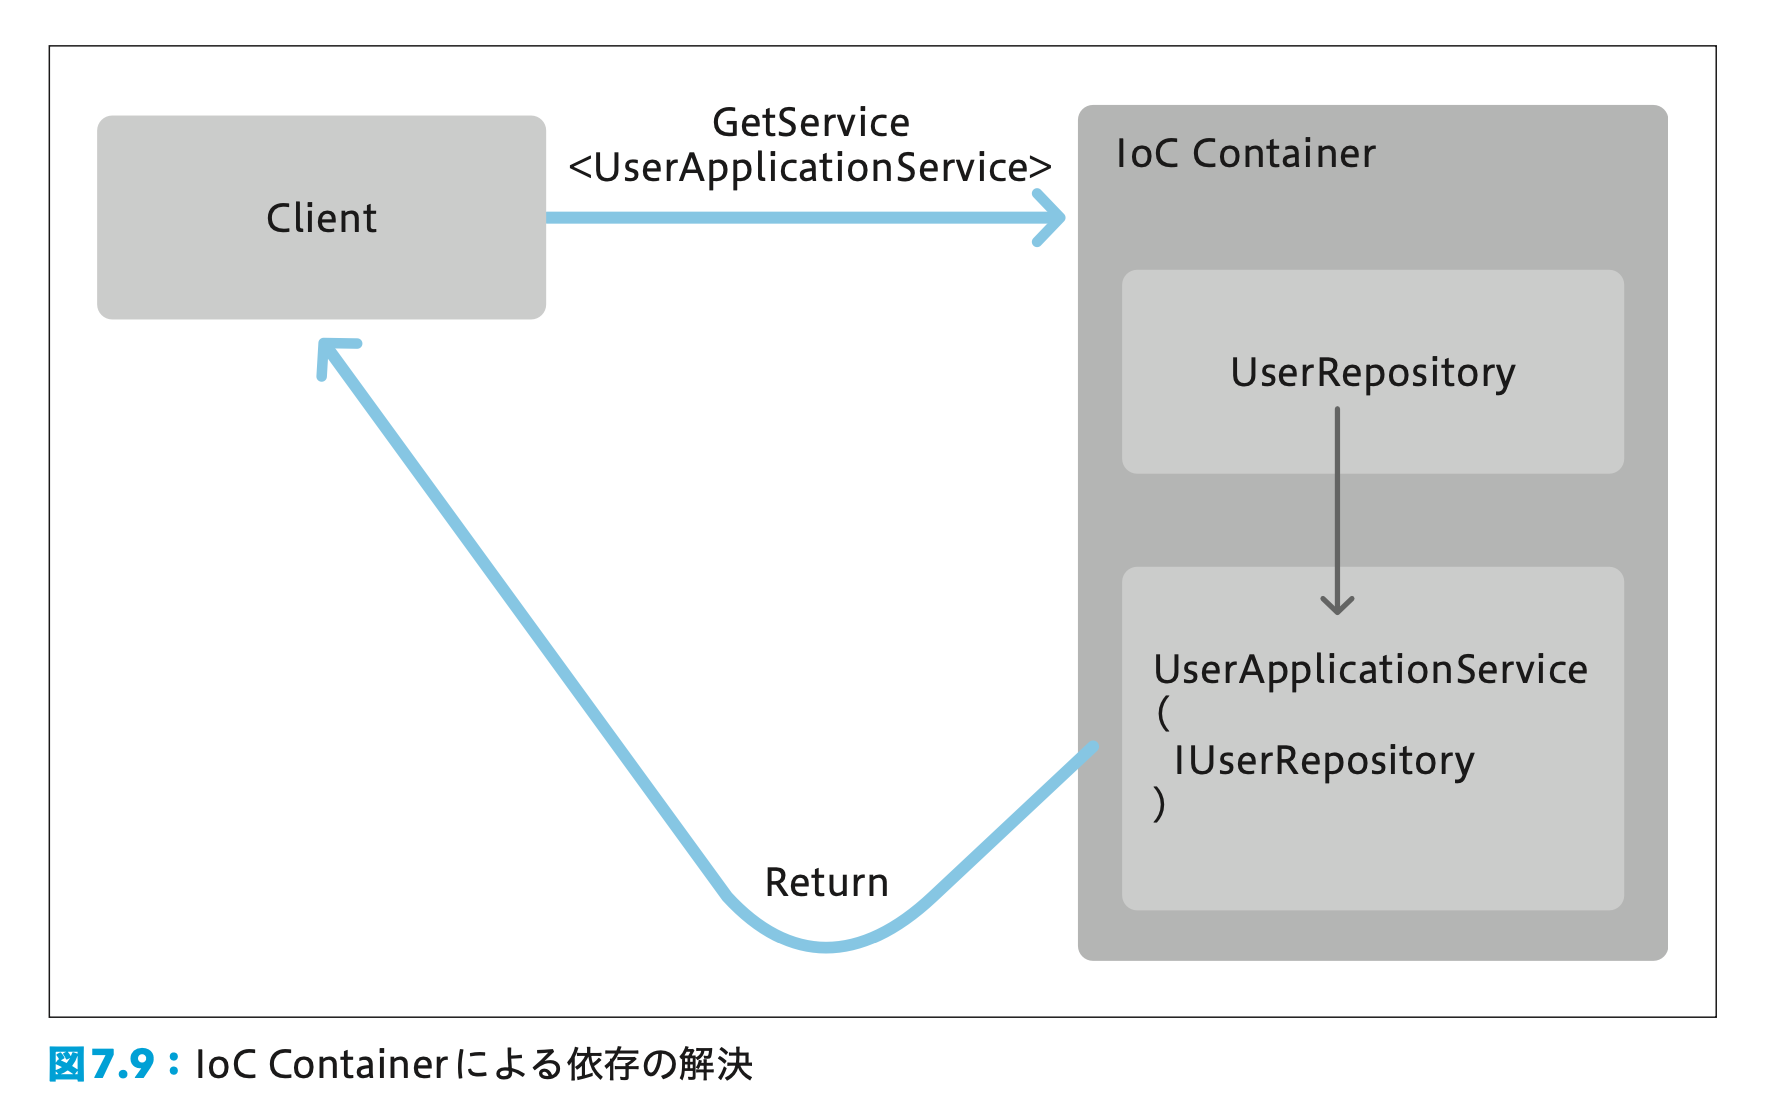 GetService
<UserApplicationService>
IoC Container
Client
UserRepository
UserApplicationService
(
IUserRepository
)
Return
図7.9：IoC Containerによる依存の解決